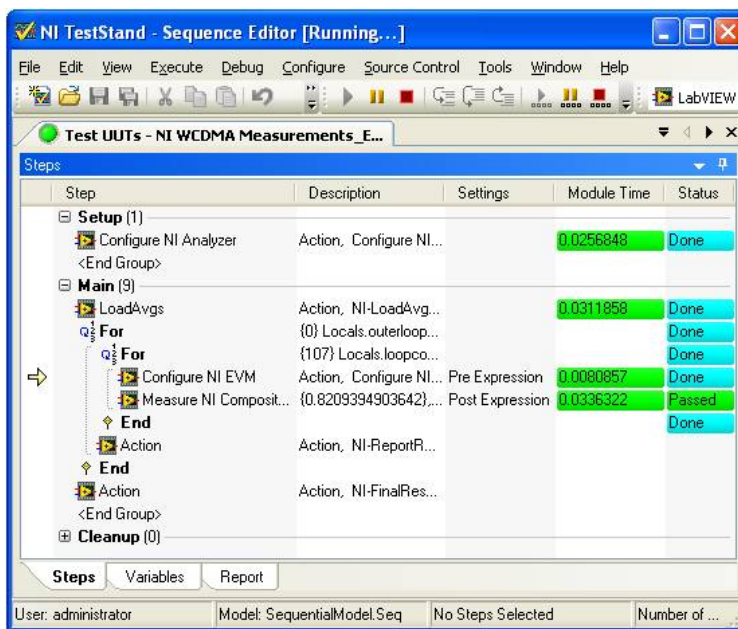 NI TestStand - Sequence Editor [Running...]
File Edit View Execute Debug Configure Source Control Tools Window Help
LabVIEW
Test UUTs - NI WCDMA Measurements_E...
Steps
Step Description Settings Module Time Status
Setup (1)
Configure NI Analyzer Action, Configure NI... 0.0256848 Done
<End Group>
Main (9)
LoadAvgs Action, NI-LoadAvg... 0.0311858 Done
For {0} Locals.outerloop... Done
For {107} Locals.loopco... Done
Configure NI EVM Action, Configure NI... Pre Expression 0.0080857 Done
Measure NI Composit... {0.8209394903642},... Post Expression 0.0336322 Passed
End Done
Action Action, NI-ReportR...
End
Action Action, NI-FinalRes...
<End Group>
Cleanup (0)
Steps Variables Report
User: administrator Model: SequentialModel.Seq No Steps Selected Number of ...